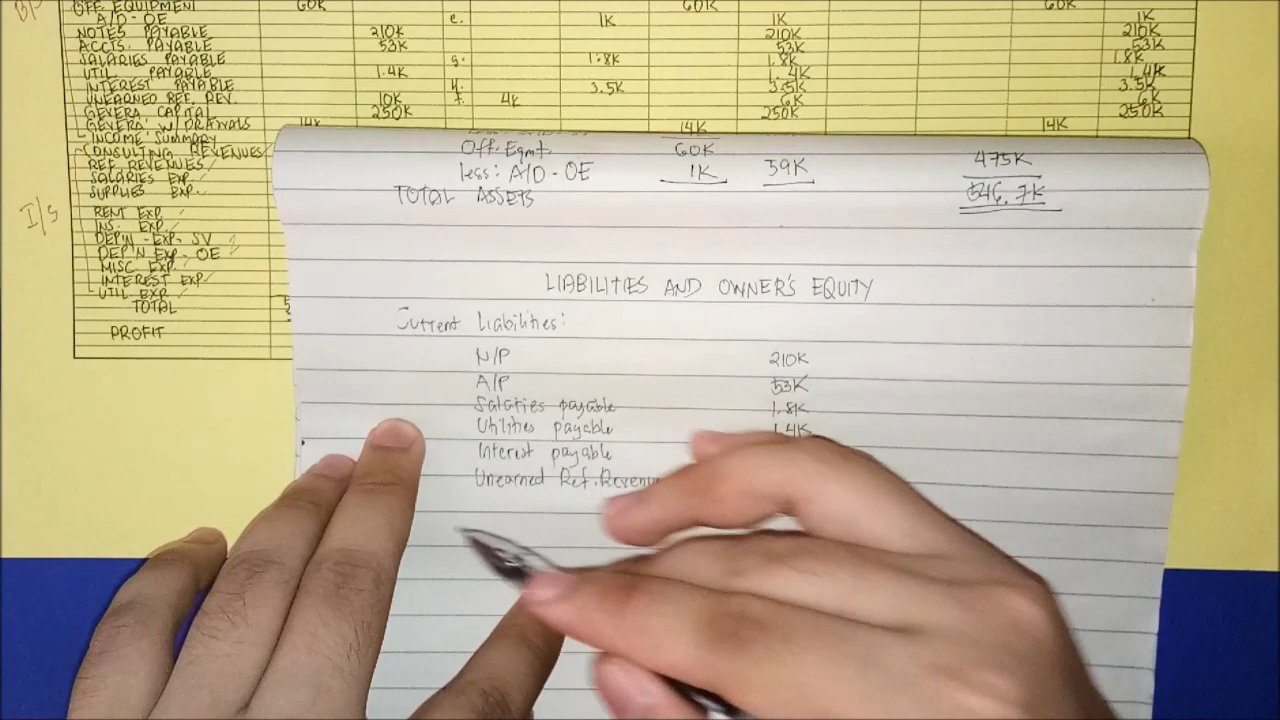 OFF. EQUIPMENT 60K 60K 60K
A/D - OE e. 1K 1K 1K
NOTES PAYABLE 210K 210K 210K
ACCTS. PAYABLE 53K 53K 53K
SALARIES PAYABLE g. 1.8K 1.8K 1.8K
UTIL. PAYABLE 1.4K 1.4K 1.4K
INTEREST PAYABLE 3.5K 3.5K 3.5K
UNEARNED REF. REV. 10K f. 4K 6K 6K
GEVERA CAPITAL 250K 250K 250K
GEVERA W/DRAWALS 14K 14K 14K
INCOME SUMMARY
CONSULTING REVENUES
REF. REVENUES
SALARIES EXP.
SUPPLIES EXP.
I/S
RENT EXP.
INS. EXP.
DEP'N - EXP. SV
DEP'N EXP. OE
MISC EXP.
INTEREST EXP.
UTIL EXP.
TOTAL
PROFIT
Off. Eqmt. 60K
less: A/D - OE 1K 59K 475K
TOTAL ASSETS 546.7K
LIABILITIES AND OWNER'S EQUITY
Current Liabilities:
N/P 210K
A/P 53K
Salaries payable 1.8K
Utilities payable 1.4K
Interest payable
Unearned Ref. Revenu